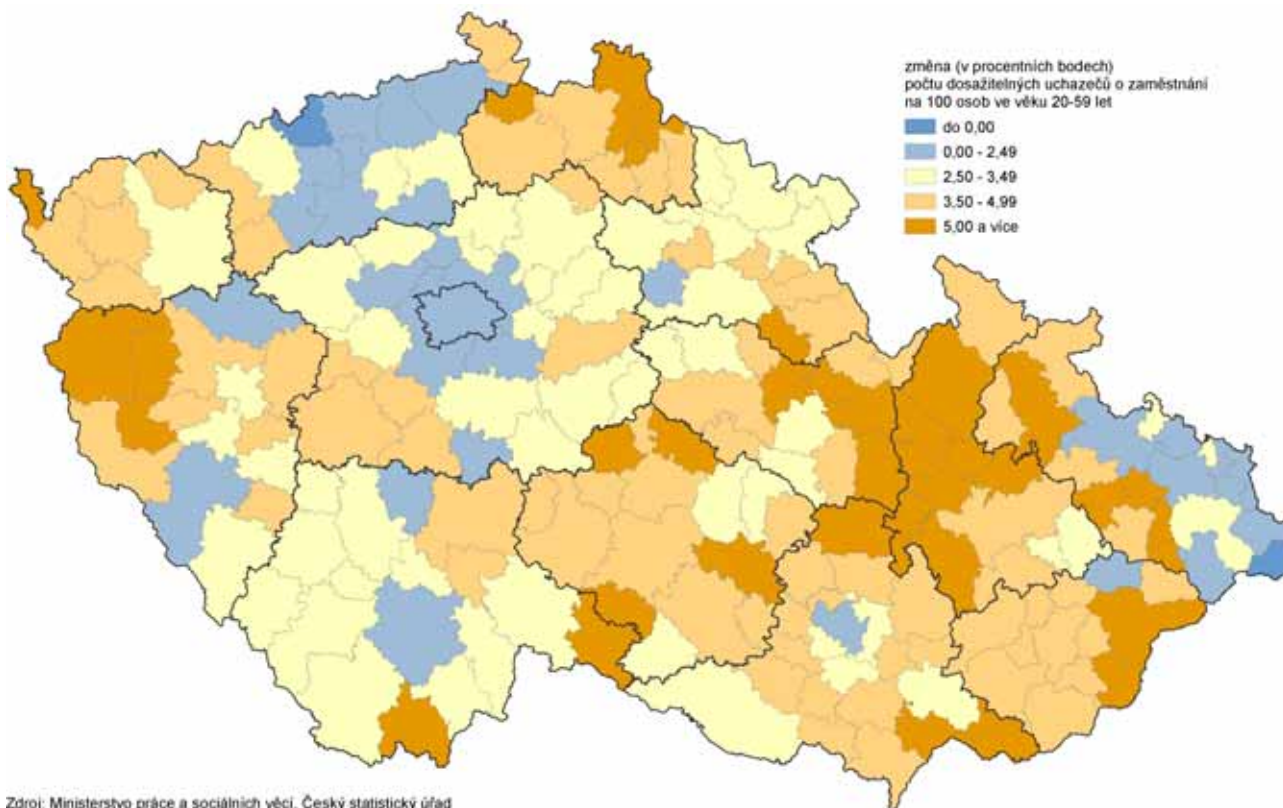 změna (v procentních bodech)
počtu dosažitelných uchazečů o zaměstnání
na 100 osob ve věku 20-59 let
do 0,00
0,00 - 2,49
2,50 - 3,49
3,50 - 4,99
5,00 a více
Zdroj: Ministerstvo práce a sociálních věcí, Český statistický úřad